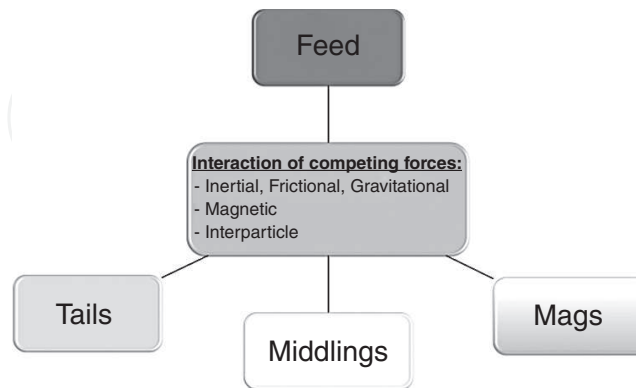 Feed
Interaction of competing forces:
- Inertial, Frictional, Gravitational
- Magnetic
- Interparticle
Tails
Middlings
Mags